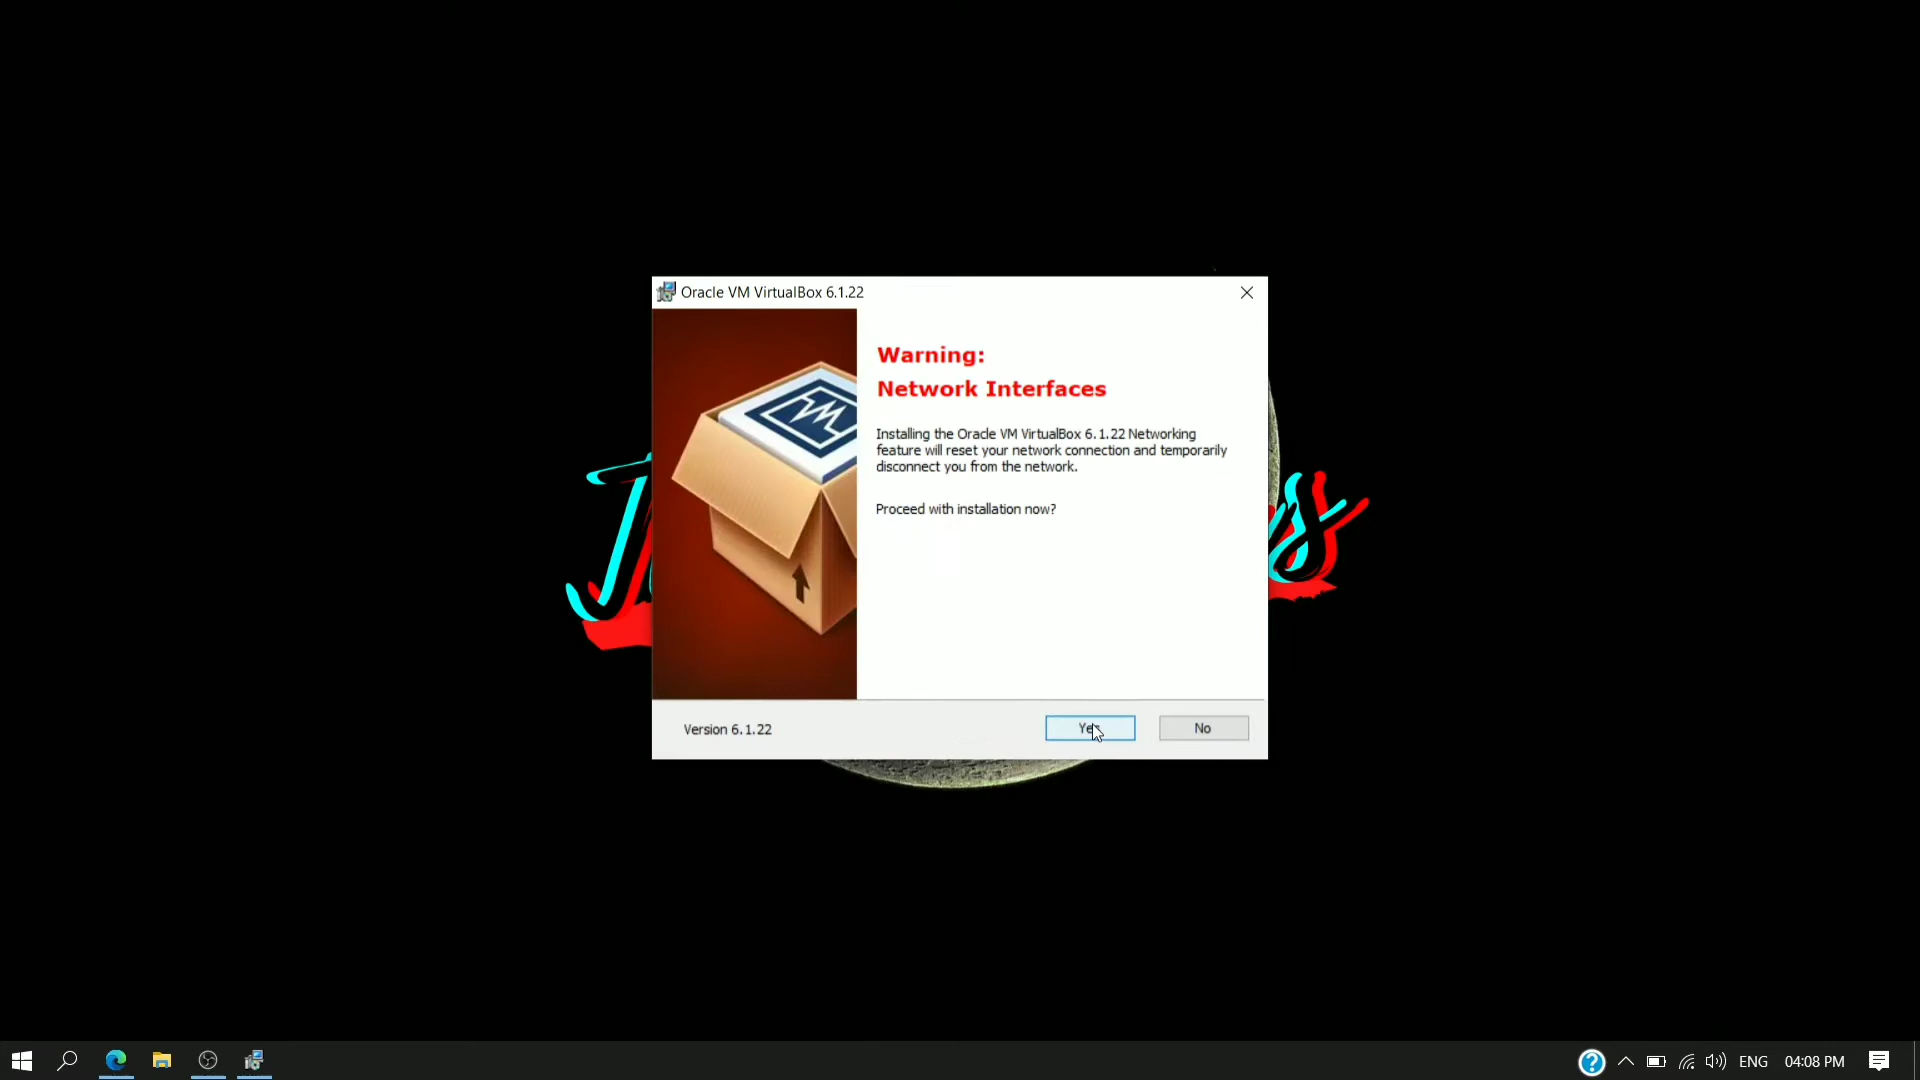 Oracle VM VirtualBox 6.1.22
Warning:
Network Interfaces
Installing the Oracle VM VirtualBox 6.1.22 Networking
feature will reset your network connection and temporarily
disconnect you from the network.
Proceed with installation now?
Version 6.1.22
Yes
No
ENG
04:08 PM